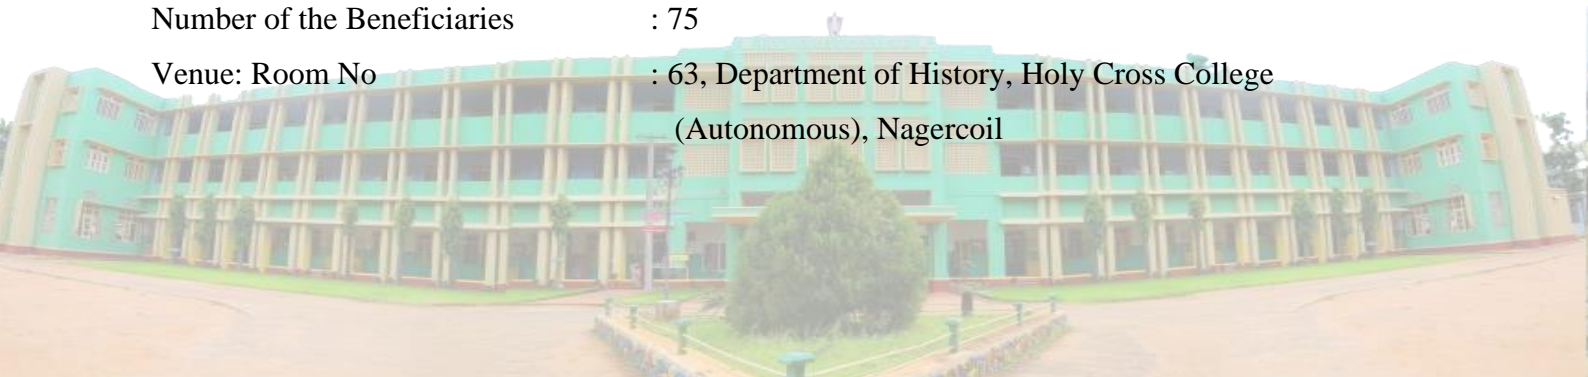 Number of the Beneficiaries : 75
Venue: Room No : 63, Department of History, Holy Cross College
(Autonomous), Nagercoil